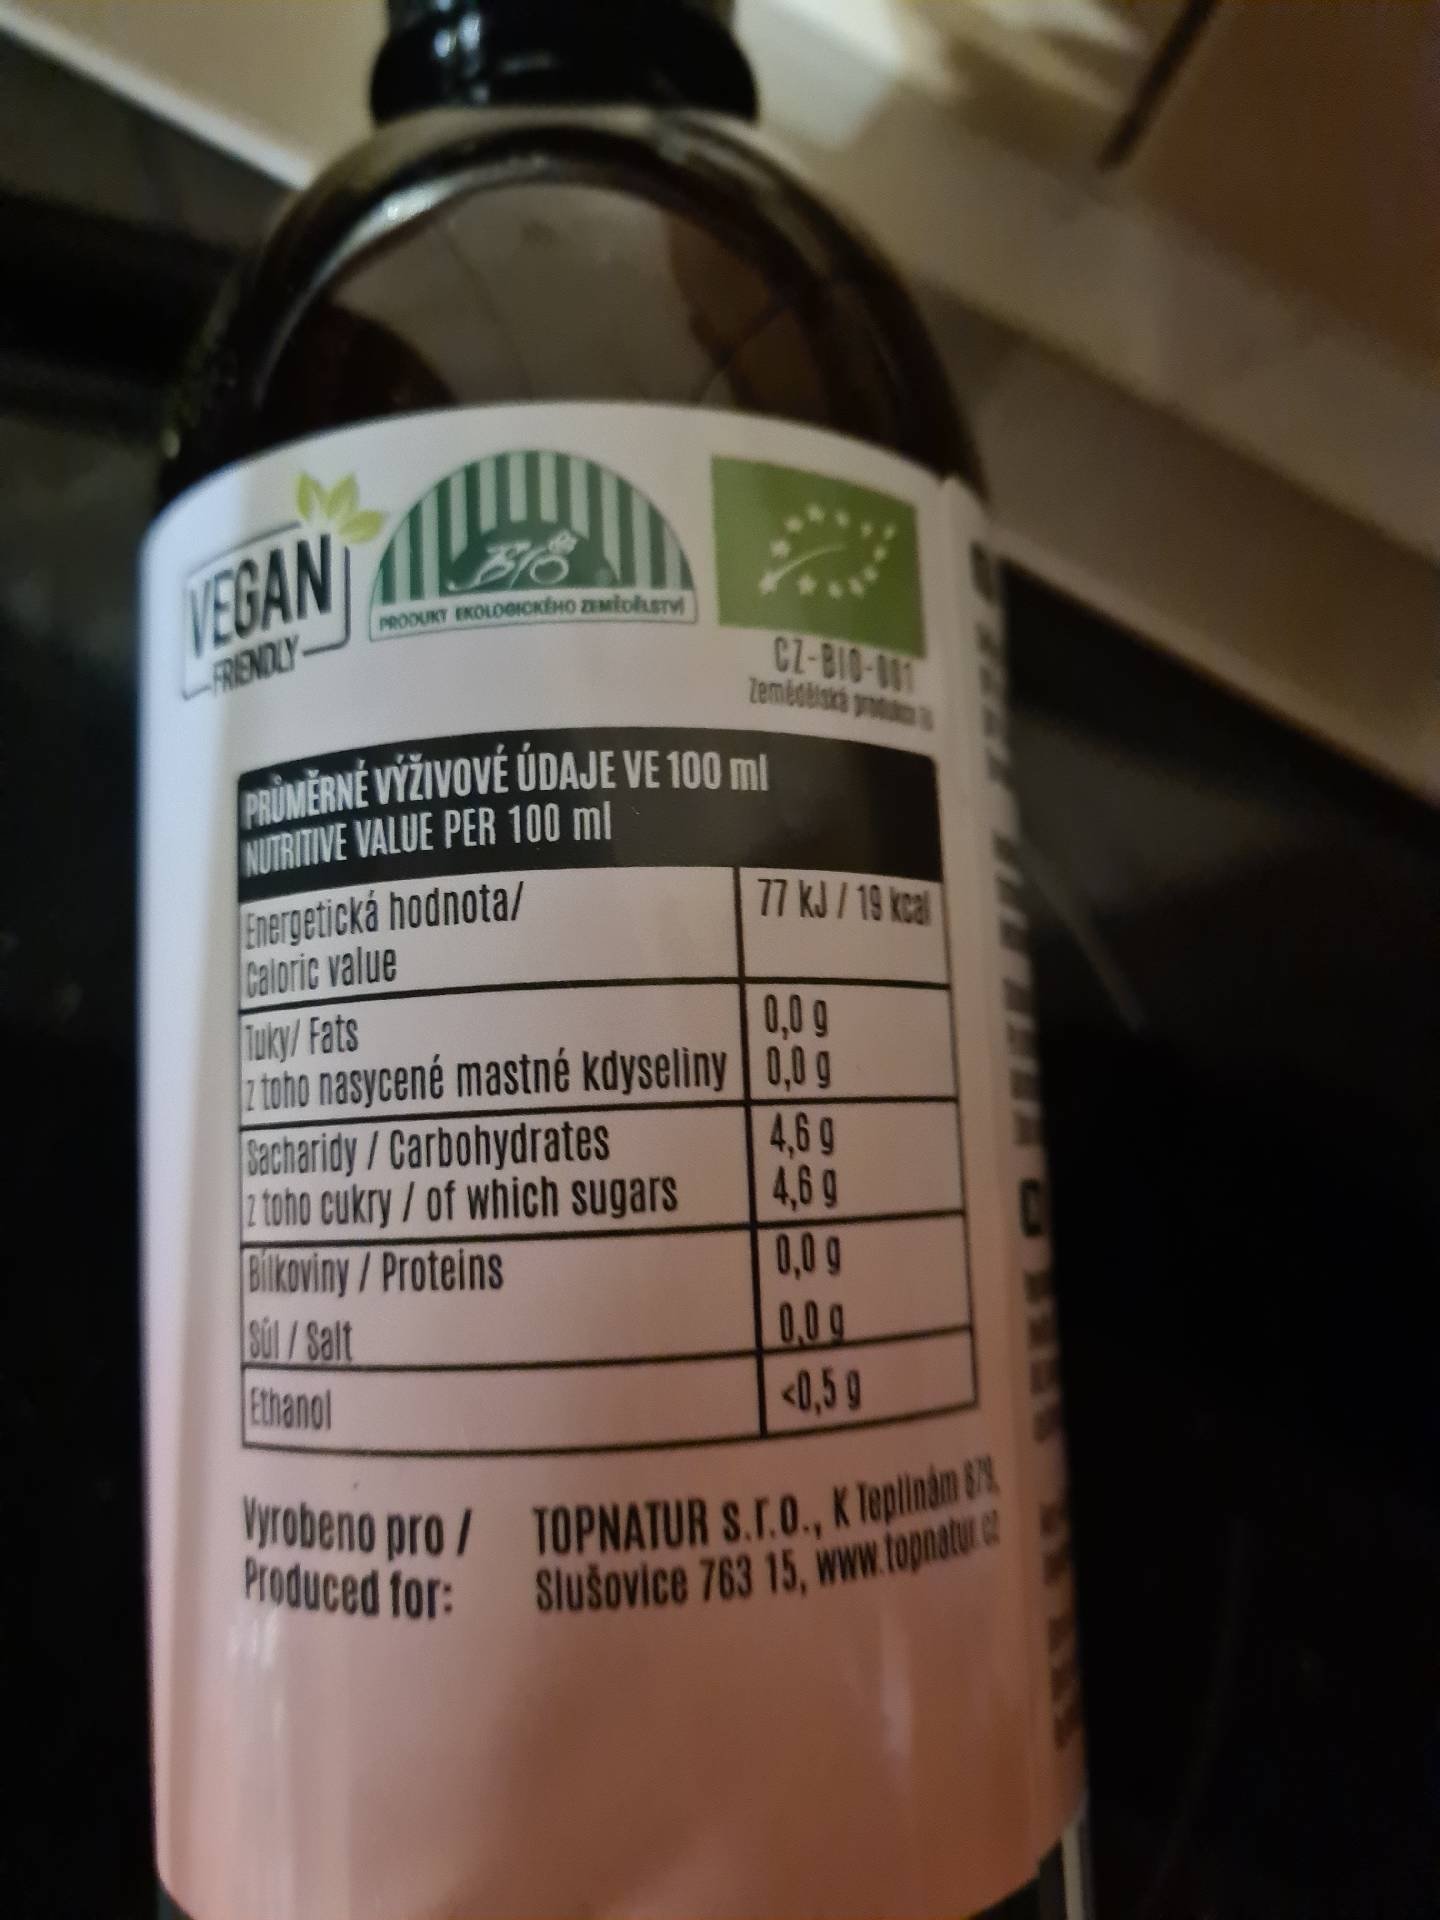 VEGAN
FRIENDLY
BIO
PRODUKT EKOLOGICKÉHO ZEMĚDĚLSTVÍ
CZ-BIO-001
Zemědělská produkce
PRŮMĚRNÉ VÝŽIVOVÉ ÚDAJE VE 100 ml
NUTRITIVE VALUE PER 100 ml
Energetická hodnota/ 77 kJ / 19 kcal
Caloric value
Tuky/ Fats 0,0 g
z toho nasycené mastné kdyseliny 0,0 g
Sacharidy / Carbohydrates 4,6 g
z toho cukry / of which sugars 4,6 g
Bílkoviny / Proteins 0,0 g
Sůl / Salt 0,0 g
Ethanol <0,5 g
Vyrobeno pro / TOPNATUR s.r.o., K Teplinám 879,
Produced for: Slušovice 763 15, www.topnatur.cz